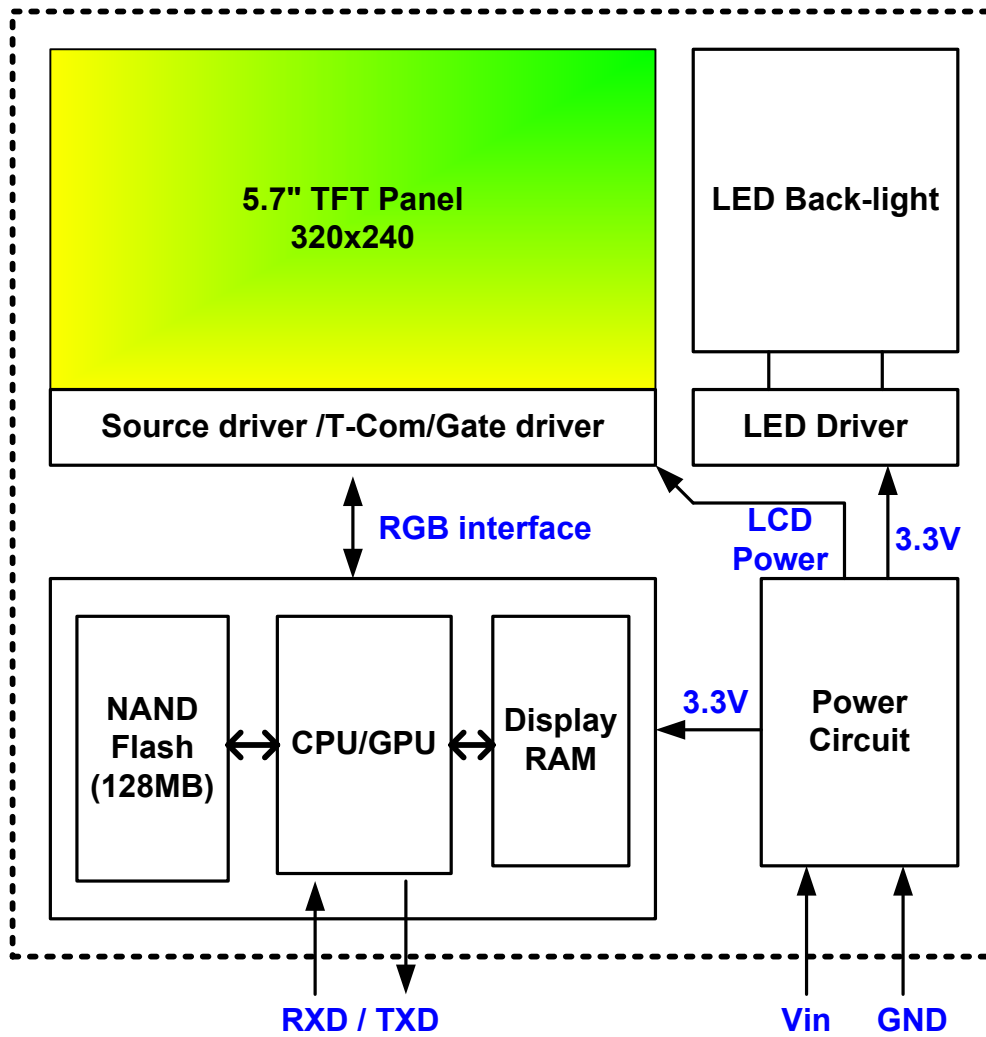 5.7" TFT Panel
320x240
LED Back-light
Source driver /T-Com/Gate driver
LED Driver
RGB interface
LCD
Power
3.3V
NAND
Flash
(128MB)
CPU/GPU
Display
RAM
3.3V
Power
Circuit
RXD / TXD
Vin
GND